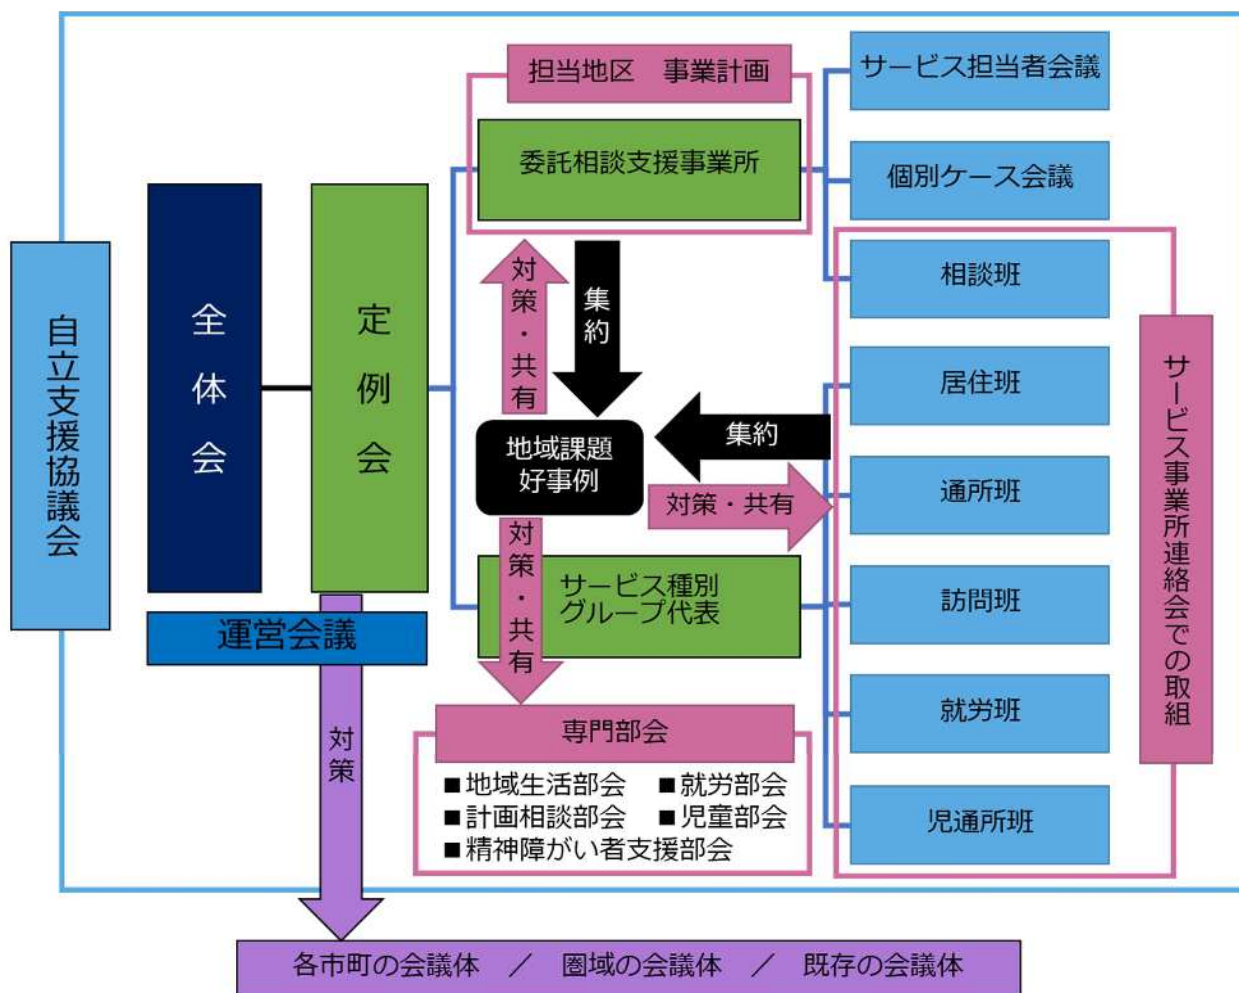 自立支援協議会
全体会
定例会
運営会議
対策
担当地区　事業計画
委託相談支援事業所
対策・共有
集約
地域課題
好事例
集約
対策・共有
対策・共有
サービス種別
グループ代表
専門部会
■地域生活部会　■就労部会
■計画相談部会　■児童部会
■精神障がい者支援部会
サービス担当者会議
個別ケース会議
相談班
居住班
通所班
訪問班
就労班
児通所班
サービス事業所連絡会での取組
各市町の会議体　／　圏域の会議体　／　既存の会議体